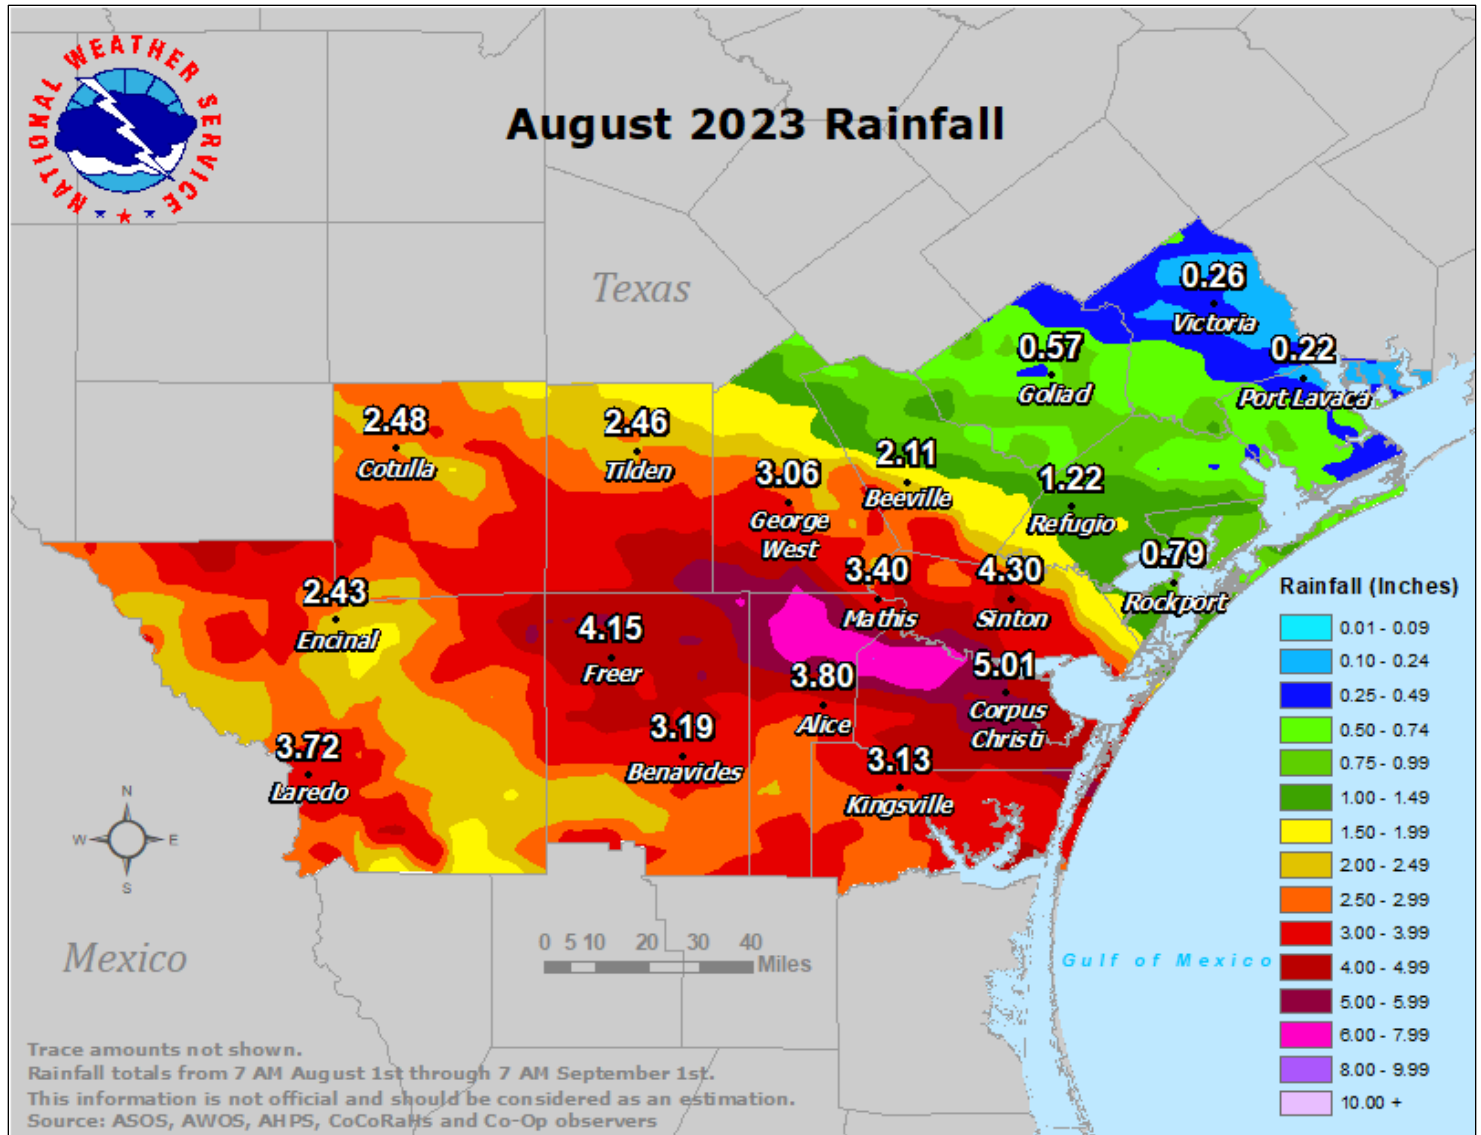 NATIONAL WEATHER SERVICE
August 2023 Rainfall
Texas
0.26
Victoria
0.22
Port Lavaca
0.57
Goliad
2.48
Cotulla
2.46
Tilden
3.06
George
West
2.11
Beeville
1.22
Refugio
0.79
Rockport
2.43
Encinal
4.15
Freer
3.40
Mathis
4.30
Sinton
3.80
Alice
5.01
Corpus
Christi
3.72
Laredo
3.19
Benavides
3.13
Kingsville
N
W E
S
Mexico
0 5 10 20 30 40
Miles
Gulf of Mexico
Rainfall (Inches)
0.01 - 0.09
0.10 - 0.24
0.25 - 0.49
0.50 - 0.74
0.75 - 0.99
1.00 - 1.49
1.50 - 1.99
2.00 - 2.49
2.50 - 2.99
3.00 - 3.99
4.00 - 4.99
5.00 - 5.99
6.00 - 7.99
8.00 - 9.99
10.00 +
Trace amounts not shown.
Rainfall totals from 7 AM August 1st through 7 AM September 1st.
This information is not official and should be considered as an estimation.
Source: ASOS, AWOS, AHPS, CoCoRaHs and Co-Op observers